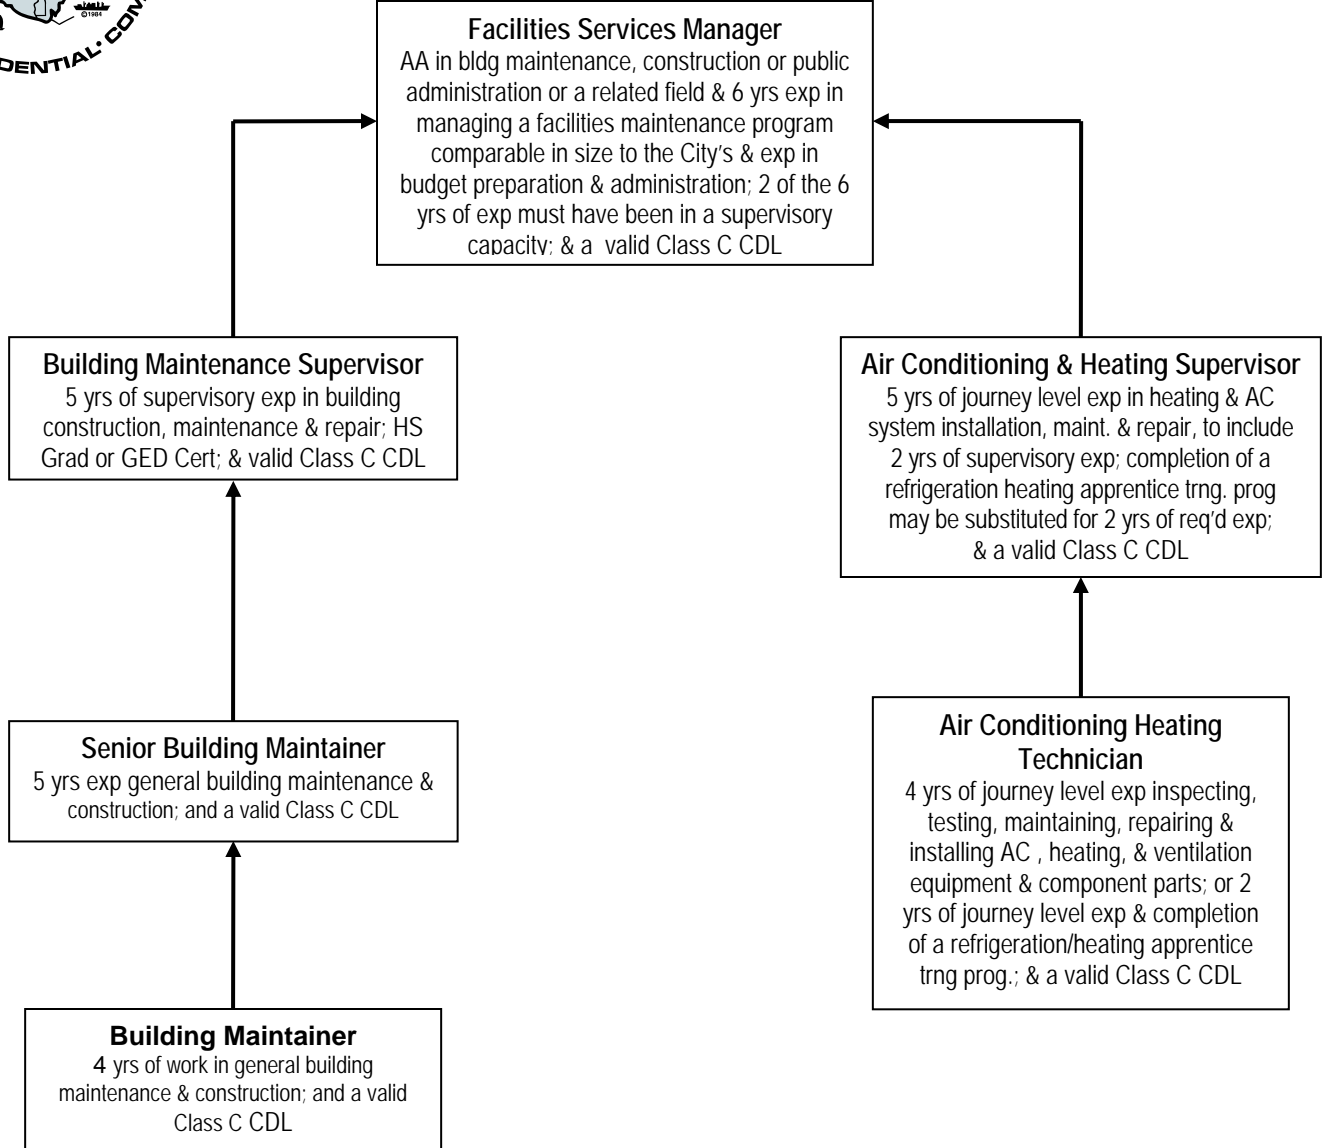 ©1984
Facilities Services Manager
AA in bldg maintenance, construction or public
administration or a related field & 6 yrs exp in
managing a facilities maintenance program
comparable in size to the City's & exp in
budget preparation & administration; 2 of the 6
yrs of exp must have been in a supervisory
capacity; & a  valid Class C CDL
Building Maintenance Supervisor
5 yrs of supervisory exp in building
construction, maintenance & repair; HS
Grad or GED Cert; & valid Class C CDL
Air Conditioning & Heating Supervisor
5 yrs of journey level exp in heating & AC
system installation, maint. & repair, to include
2 yrs of supervisory exp; completion of a
refrigeration heating apprentice trng. prog
may be substituted for 2 yrs of req'd exp;
& a valid Class C CDL
Senior Building Maintainer
5 yrs exp general building maintenance &
construction; and a valid Class C CDL
Air Conditioning Heating
Technician
4 yrs of journey level exp inspecting,
testing, maintaining, repairing &
installing AC , heating, & ventilation
equipment & component parts; or 2
yrs of journey level exp & completion
of a refrigeration/heating apprentice
trng prog.; & a valid Class C CDL
Building Maintainer
4 yrs of work in general building
maintenance & construction; and a valid
Class C CDL